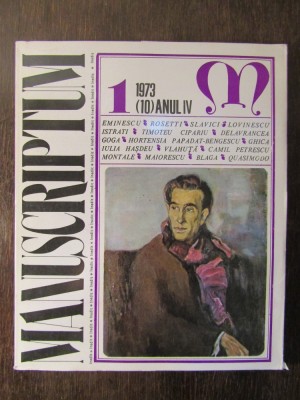 MANUSCRIPTUM
1 1973
(10) ANUL IV
EMINESCU ROSETTI SLAVICI LOVINESCU
ISTRATI TIMOTEU CIPARIU DELAVRANCEA
GOGA HORTENSIA PAPADAT-BENGESCU GHICA
IULIA HASDEU VLAHUȚĂ CAMIL PETRESCU
MONTALE MAIORESCU BLAGA QUASIMODO